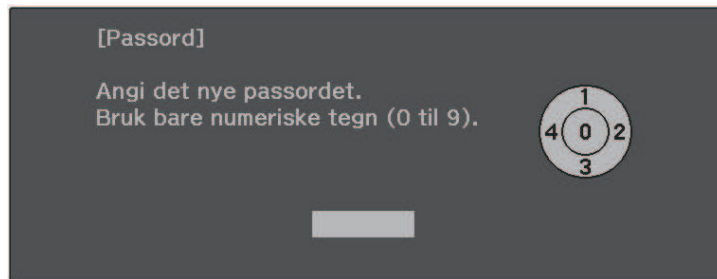 [Passord]
Angi det nye passordet.
Bruk bare numeriske tegn (0 til 9).
1
4 0 2
3